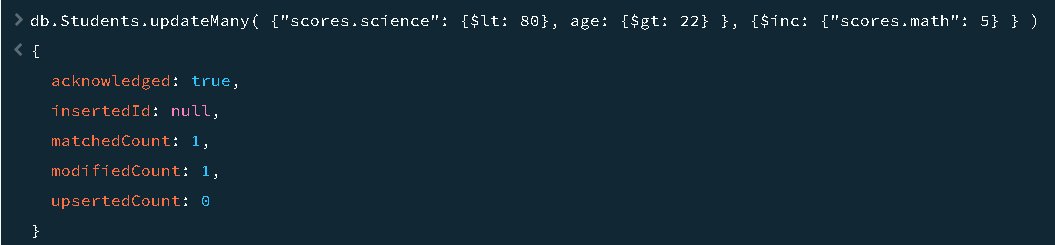 > db.Students.updateMany( {"scores.science": {$lt: 80}, age: {$gt: 22} }, {$inc: {"scores.math": 5} } )
< {
acknowledged: true,
insertedId: null,
matchedCount: 1,
modifiedCount: 1,
upsertedCount: 0
}